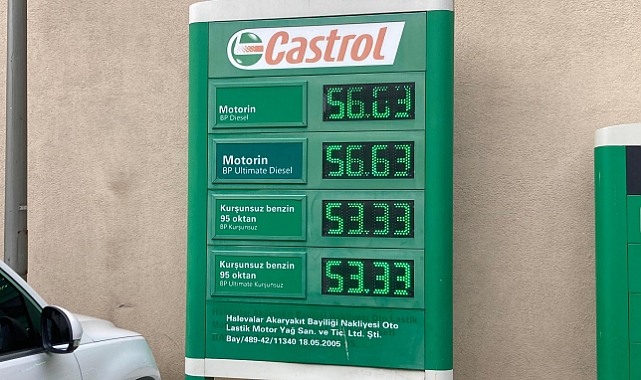 Castrol
Motorin
BP Diesel
56.63
Motorin
BP Ultimate Diesel
56.63
Kurşunsuz benzin
95 oktan
BP Kurşunsuz
53.33
Kurşunsuz benzin
95 oktan
BP Ultimate Kurşunsuz
53.33
Halevalar Akaryakıt Bayiliği Nakliyesi Oto
Lastik Motor Yağ San. ve Tic. Ltd. Şti.
Bay/489-42/11340 18.05.2005